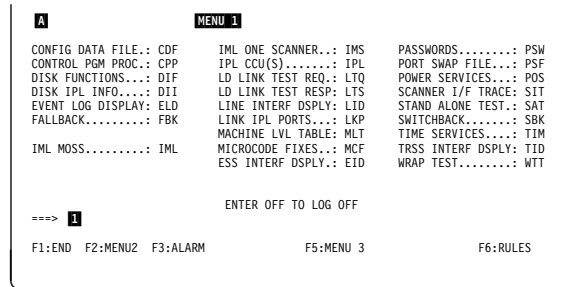 A MENU 1
CONFIG DATA FILE.: CDF IML ONE SCANNER..: IMS PASSWORDS........: PSW
CONTROL PGM PROC.: CPP IPL CCU(S).......: IPL PORT SWAP FILE...: PSF
DISK FUNCTIONS...: DIF LD LINK TEST REQ.: LTQ POWER SERVICES...: POS
DISK IPL INFO....: DII LD LINK TEST RESP: LTS SCANNER I/F TRACE: SIT
EVENT LOG DISPLAY: ELD LINE INTERF DSPLY: LID STAND ALONE TEST.: SAT
FALLBACK.........: FBK LINK IPL PORTS...: LKP SWITCHBACK.......: SBK
MACHINE LVL TABLE: MLT TIME SERVICES....: TIM
IML MOSS.........: IML MICROCODE FIXES..: MCF TRSS INTERF DSPLY: TID
ESS INTERF DSPLY.: EID WRAP TEST........: WTT
ENTER OFF TO LOG OFF
===> 1
F1:END F2:MENU2 F3:ALARM F5:MENU 3 F6:RULES